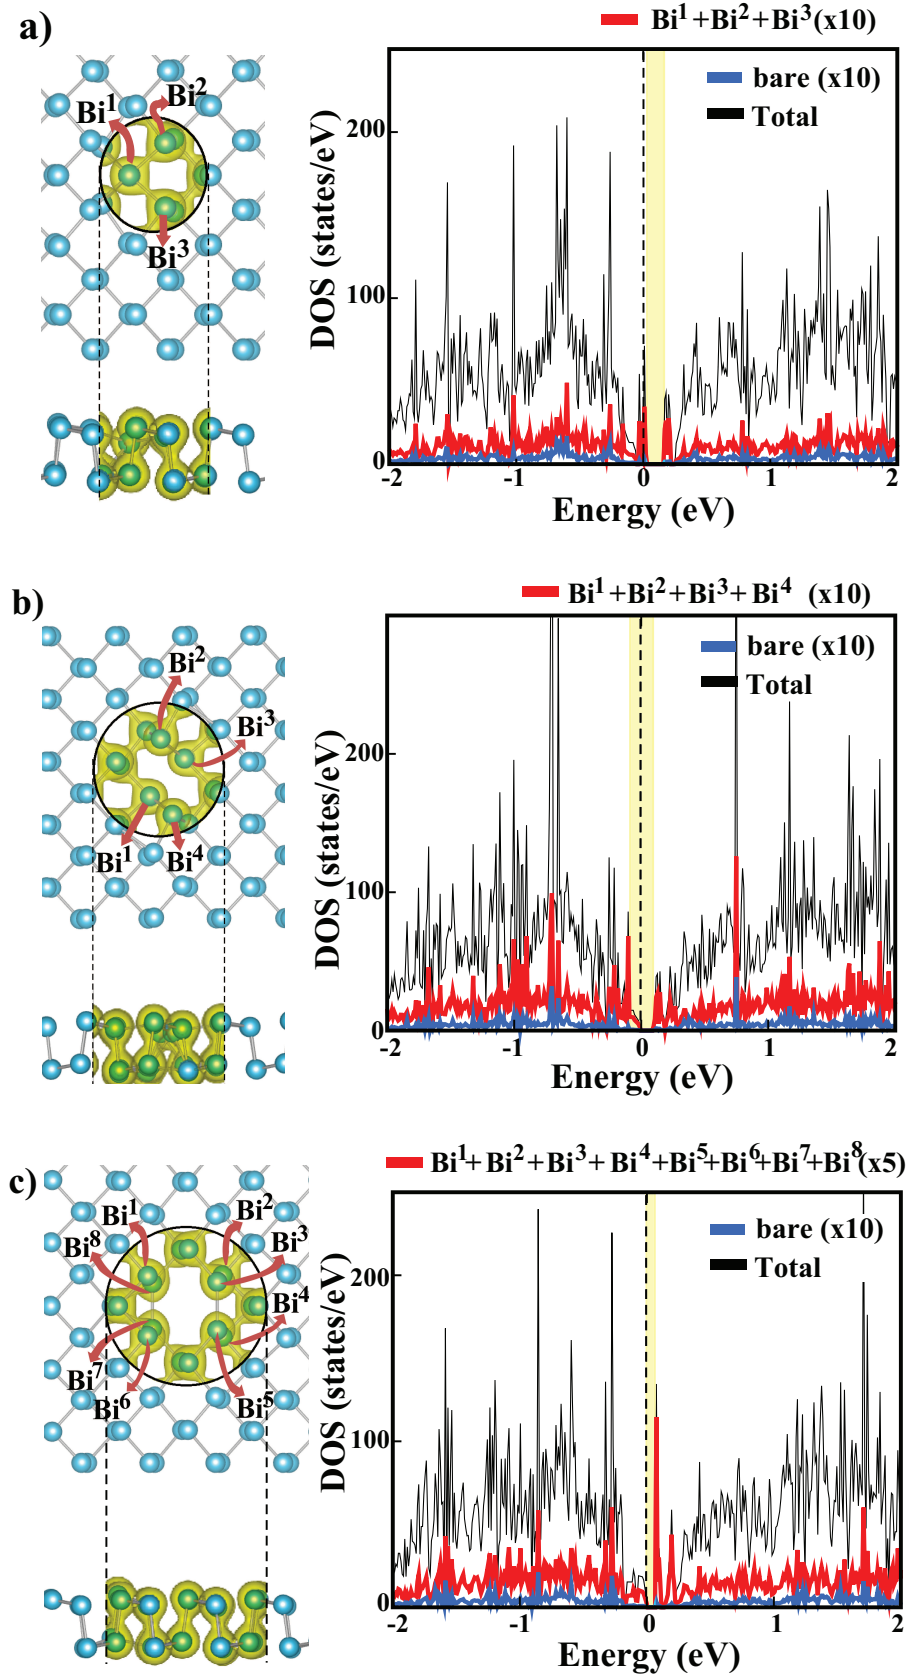 a)
Bi¹+Bi²+Bi³(x10)
Bi¹
Bi²
Bi³
bare (x10)
Total
DOS (states/eV)
200
100
0
-2
-1
0
1
2
Energy (eV)
b)
Bi¹+Bi²+Bi³+Bi⁴ (x10)
Bi²
Bi³
Bi¹
Bi⁴
bare (x10)
Total
DOS (states/eV)
200
100
0
-2
-1
0
1
2
Energy (eV)
c)
Bi¹+Bi²+Bi³+Bi⁴+Bi⁵+Bi⁶+Bi⁷+Bi⁸(x5)
Bi¹
Bi²
Bi⁸
Bi³
Bi⁴
Bi⁷
Bi⁶
Bi⁵
bare (x10)
Total
DOS (states/eV)
200
100
0
-2
-1
0
1
2
Energy (eV)